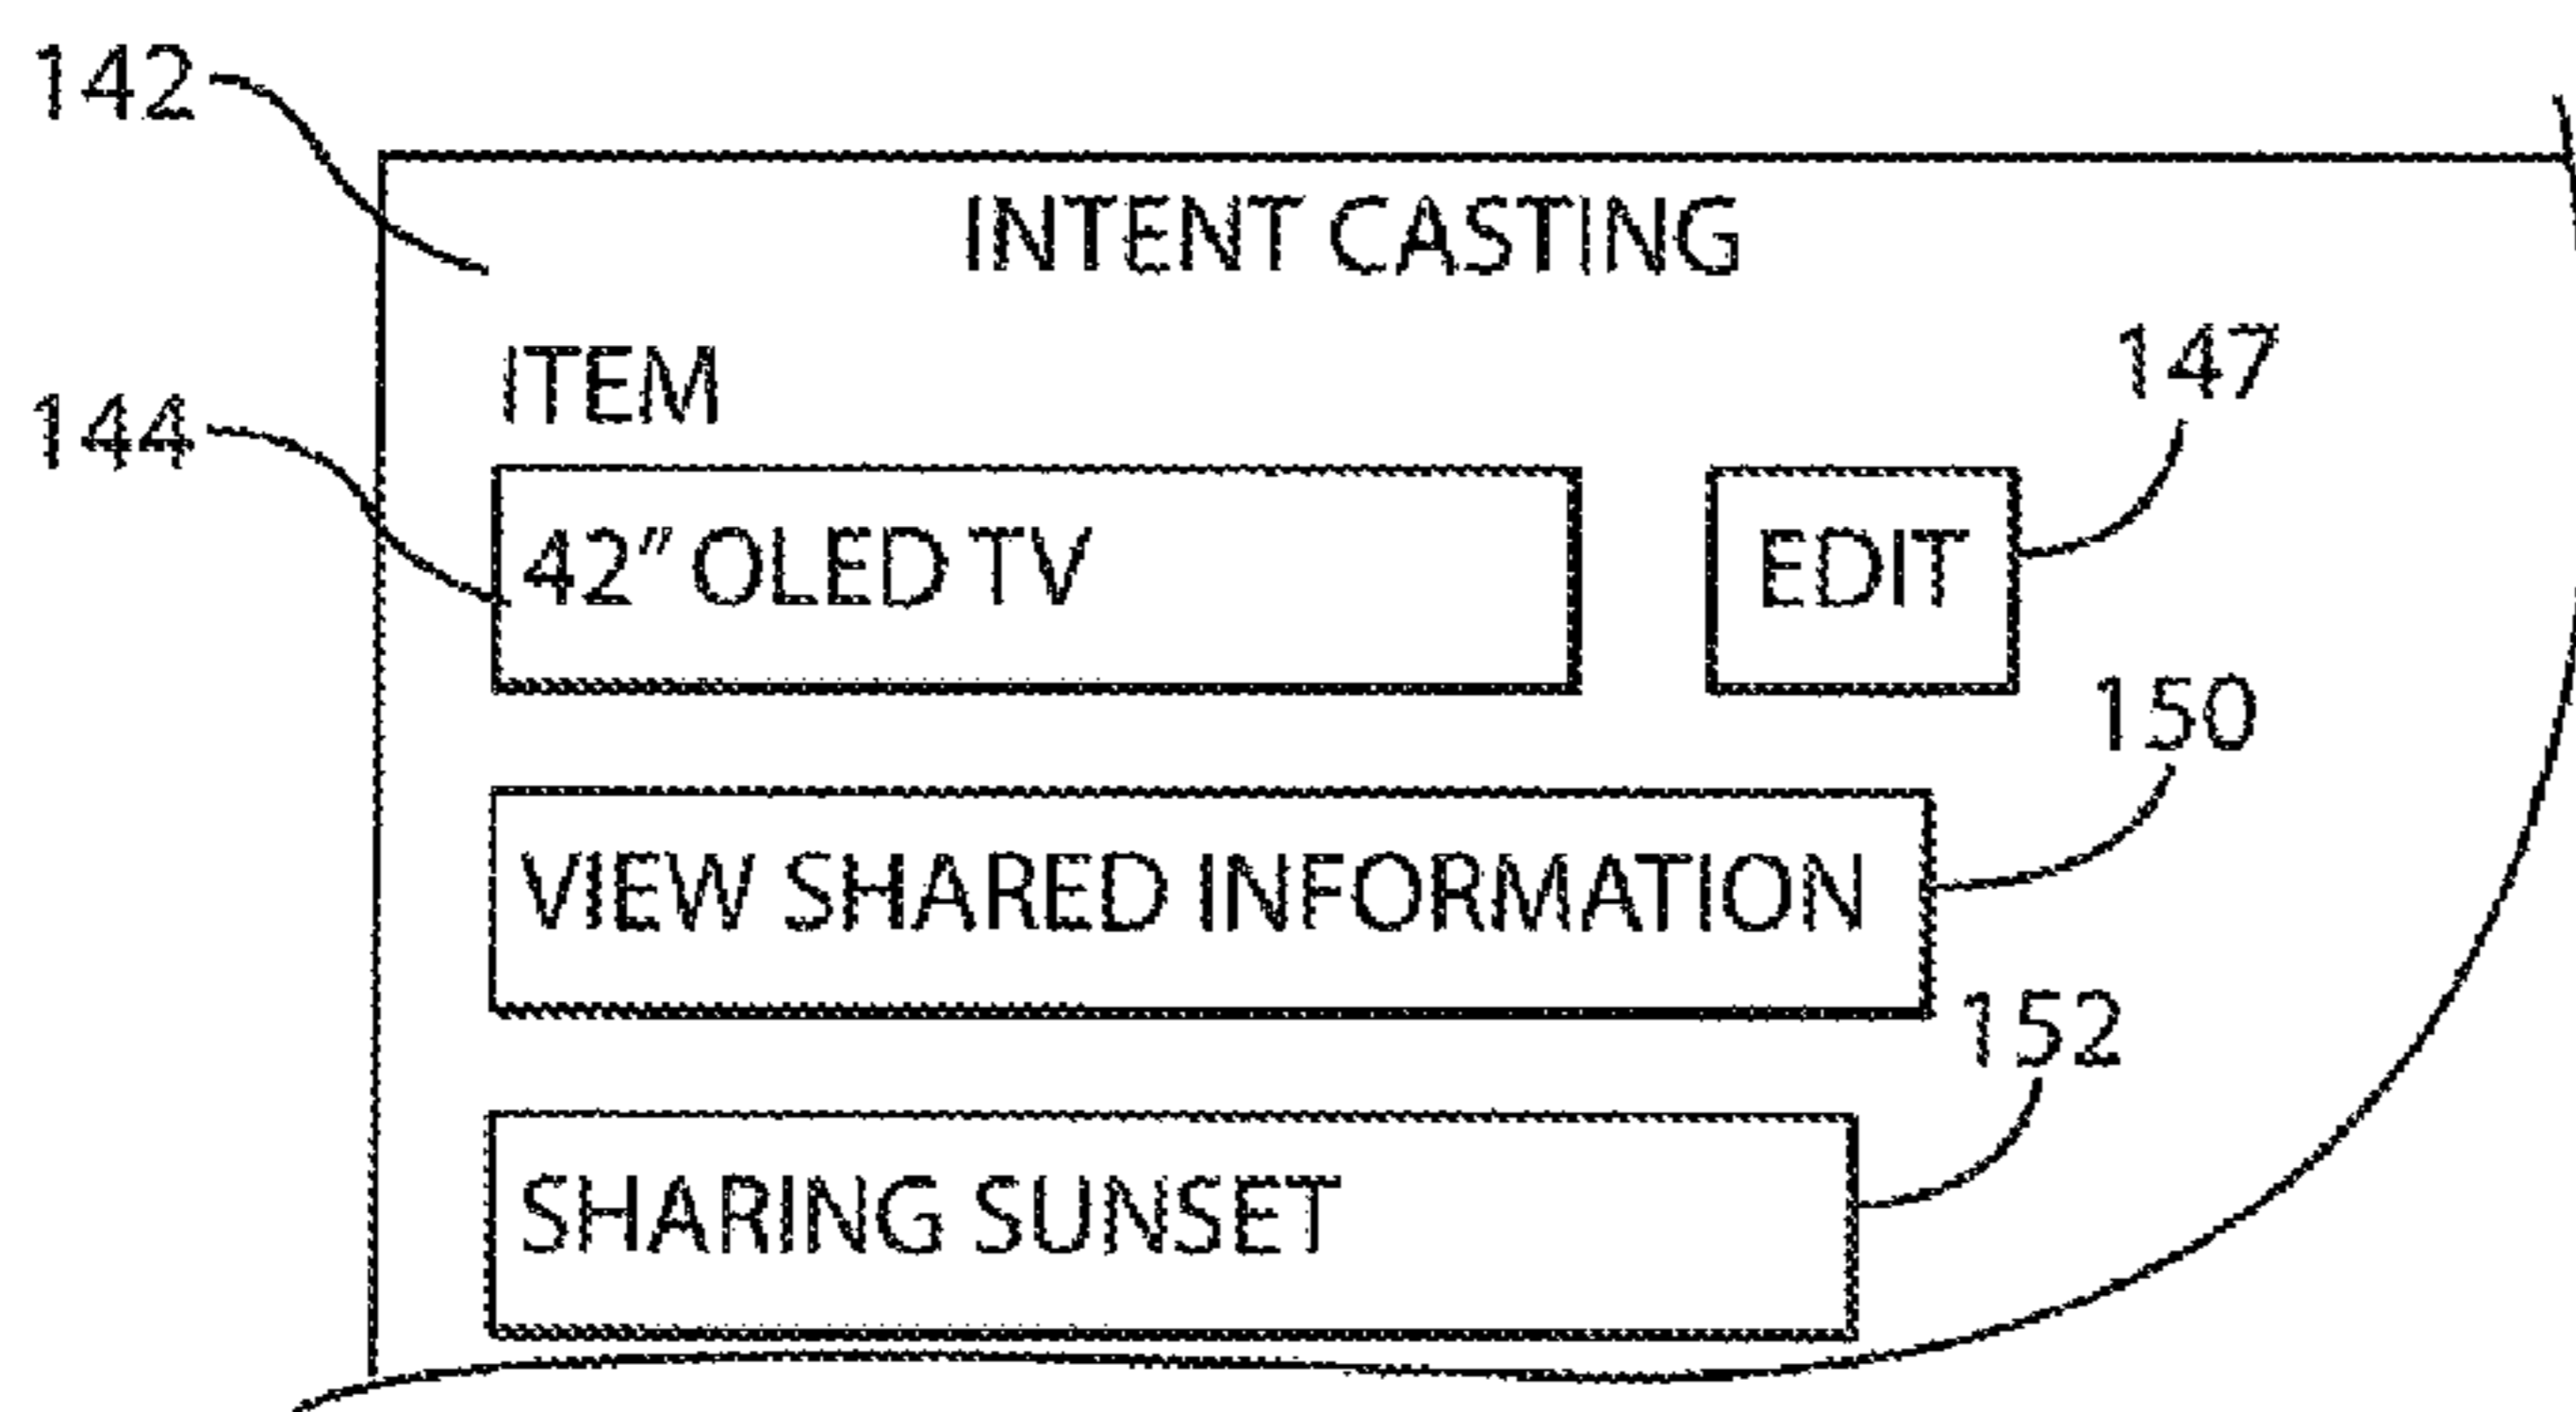 142
INTENT CASTING
ITEM
147
144
42" OLED TV
EDIT
150
VIEW SHARED INFORMATION
152
SHARING SUNSET